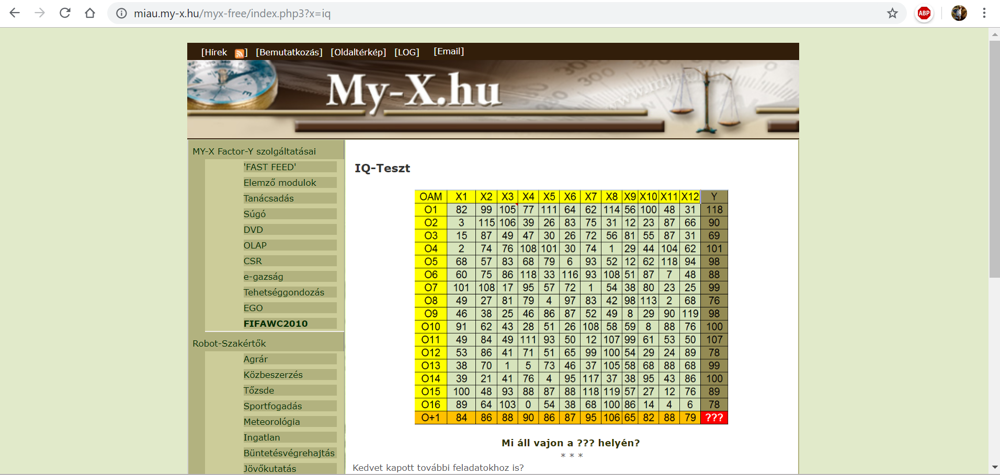 miau.my-x.hu/myx-free/index.php3?x=iq
ABP
[Hírek ] [Bemutatkozás] [Oldaltérkép] [LOG] [Email]
My-X.hu
MY-X Factor-Y szolgáltatásai
'FAST FEED'
Elemző modulok
Tanácsadás
Súgó
DVD
OLAP
CSR
e-gazság
Tehetséggondozás
EGO
FIFAWC2010
Robot-Szakértők
Agrár
Közbeszerzés
Tőzsde
Sportfogadás
Meteorológia
Ingatlan
Büntetésvégrehajtás
Jövőkutatás
IQ-Teszt
OAM X1 X2 X3 X4 X5 X6 X7 X8 X9 X10 X11 X12 Y
O1 82 99 105 77 111 64 62 114 56 100 48 31 118
O2 3 115 106 39 26 83 75 31 12 23 87 66 90
O3 15 87 49 47 30 26 72 56 81 55 87 31 69
O4 2 74 76 108 101 30 74 1 29 44 104 62 101
O5 68 57 83 68 79 6 93 52 12 62 118 94 98
O6 60 75 86 118 33 116 93 108 51 87 7 48 88
O7 101 108 17 95 57 72 1 54 38 80 23 25 99
O8 49 27 81 79 4 97 83 42 98 113 2 68 76
O9 46 38 25 46 86 87 52 49 8 29 90 119 98
O10 91 62 43 28 51 26 108 58 59 8 88 76 100
O11 49 84 49 111 93 50 12 107 99 61 53 50 107
O12 53 86 41 71 51 65 99 100 54 29 24 89 78
O13 38 70 1 5 73 46 37 105 58 68 88 68 99
O14 39 21 41 76 4 95 117 37 38 95 43 86 100
O15 100 48 93 88 87 88 118 119 57 27 12 76 89
O16 89 64 103 0 54 38 68 100 86 14 4 6 78
O+1 84 86 88 90 86 87 95 106 65 82 88 79 ???
Mi áll vajon a ??? helyén?
* * *
Kedvet kapott további feladatokhoz is?